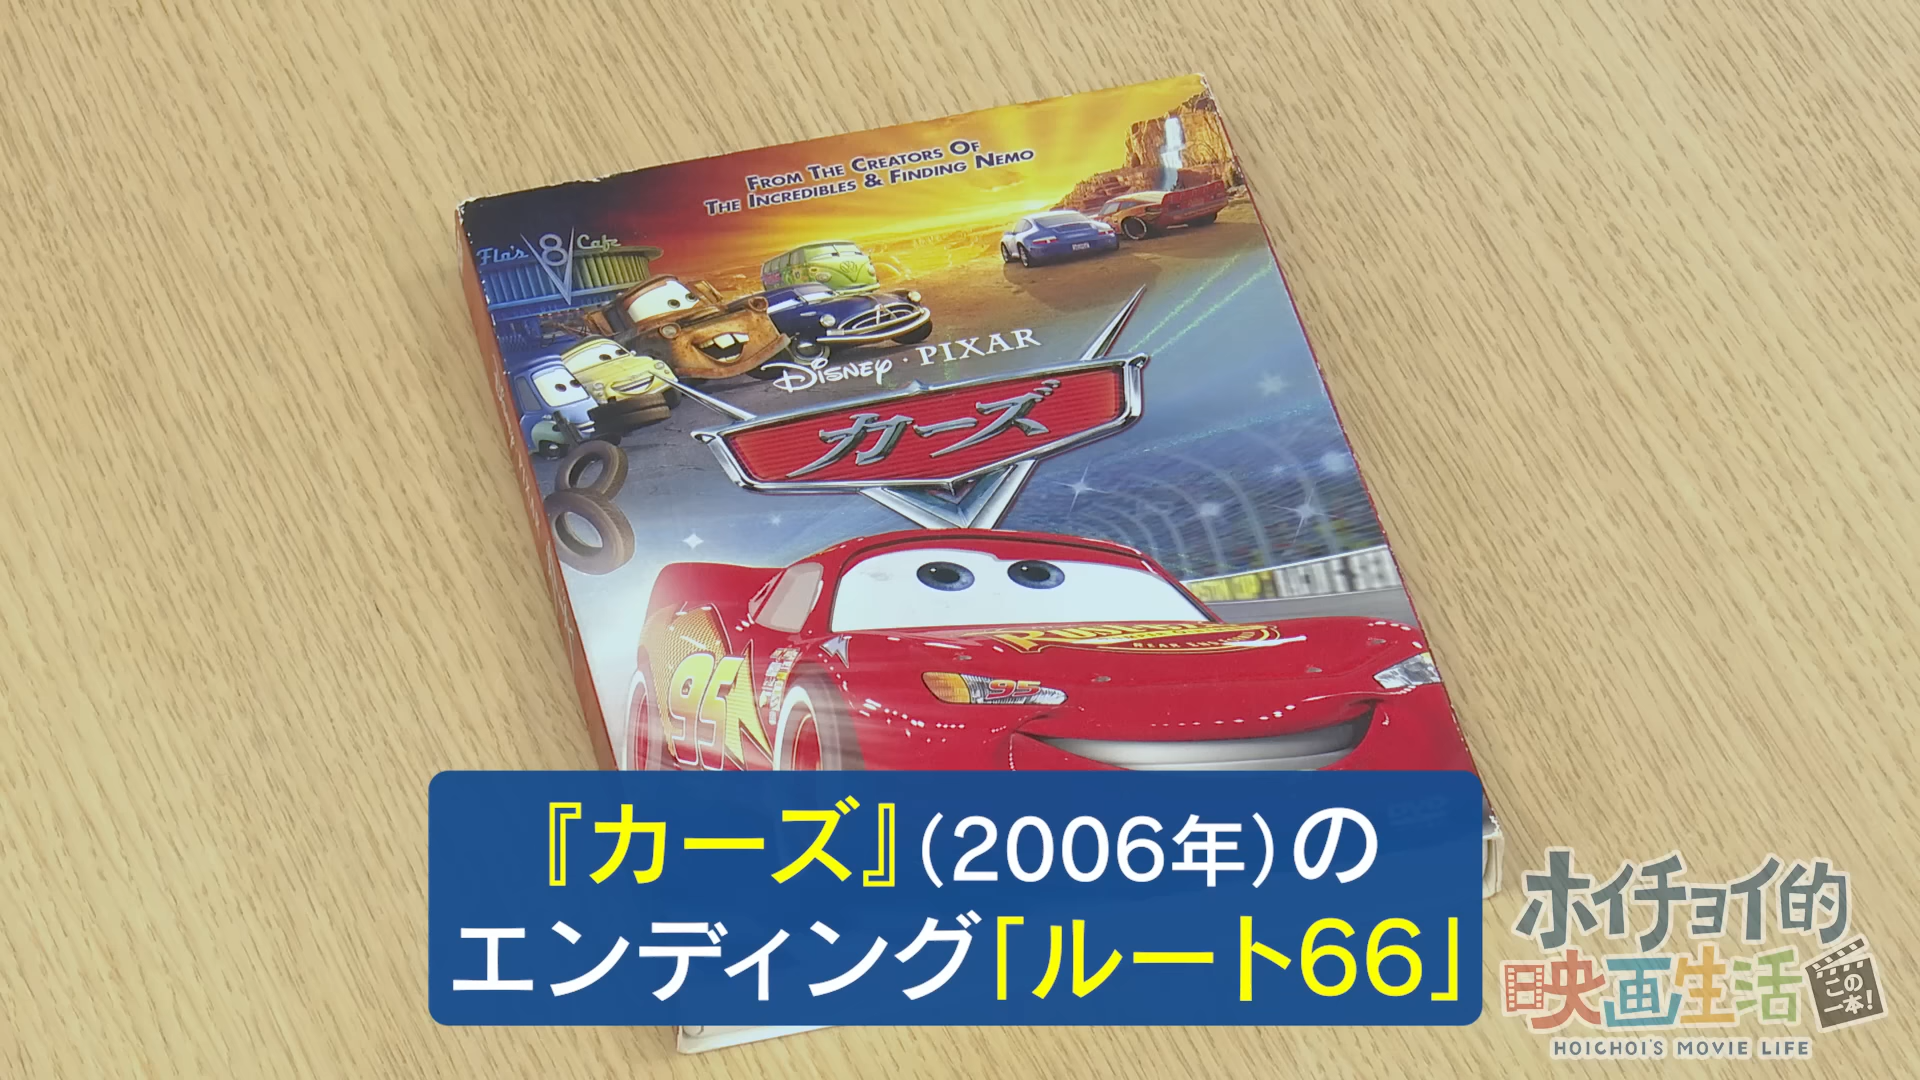 FROM THE CREATORS OF
THE INCREDIBLES & FINDING NEMO
Flo's V8 Cafe
DISNEY · PIXAR
カーズ
95
95
『カーズ』(2006年)の
エンディング「ルート66」
ホイチョイ的
映画生活
この
一本!
HOICHOI'S MOVIE LIFE